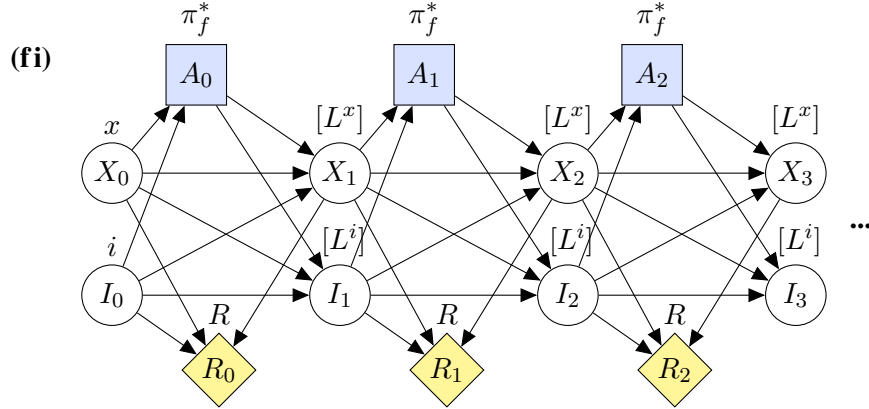 π*_f π*_f π*_f
(fi)
A_0 A_1 A_2
x [L^x] [L^x] [L^x]
X_0 X_1 X_2 X_3
i [L^i] [L^i] [L^i]
...
I_0 I_1 I_2 I_3
R R R
R_0 R_1 R_2